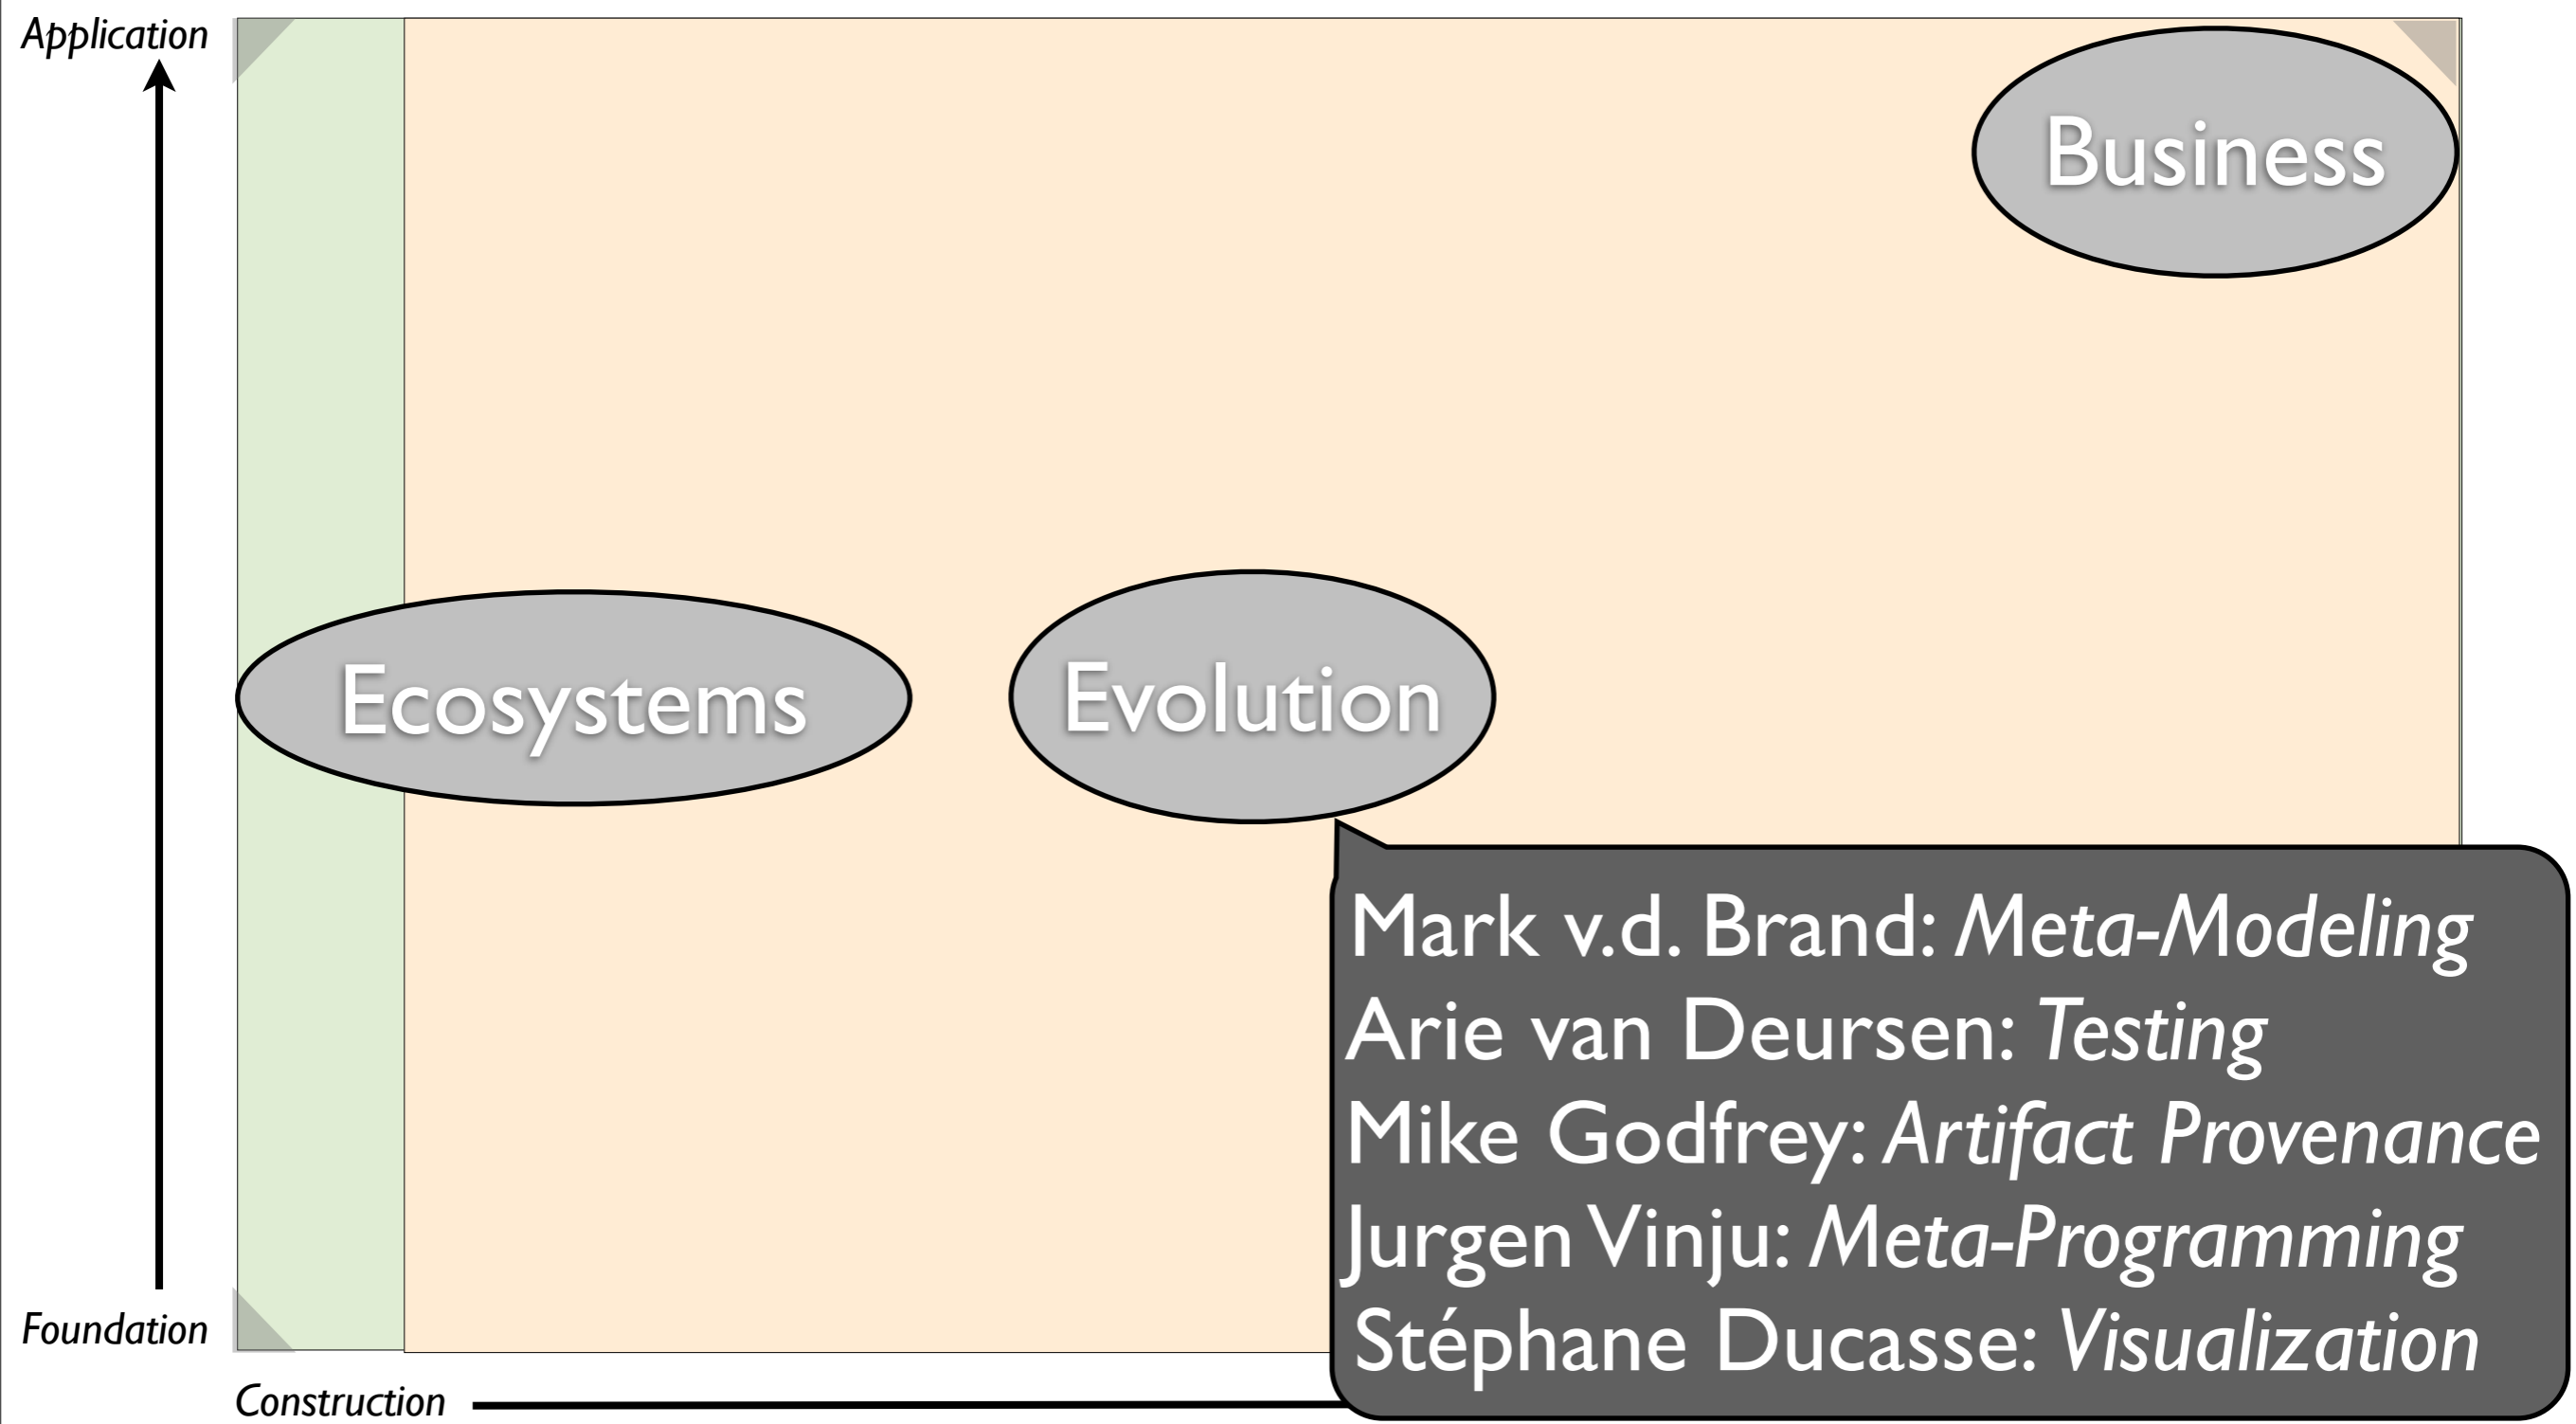 Application
Business
Ecosystems
Evolution
Mark v.d. Brand: Meta-Modeling
Arie van Deursen: Testing
Mike Godfrey: Artifact Provenance
Jurgen Vinju: Meta-Programming
Stéphane Ducasse: Visualization
Foundation
Construction